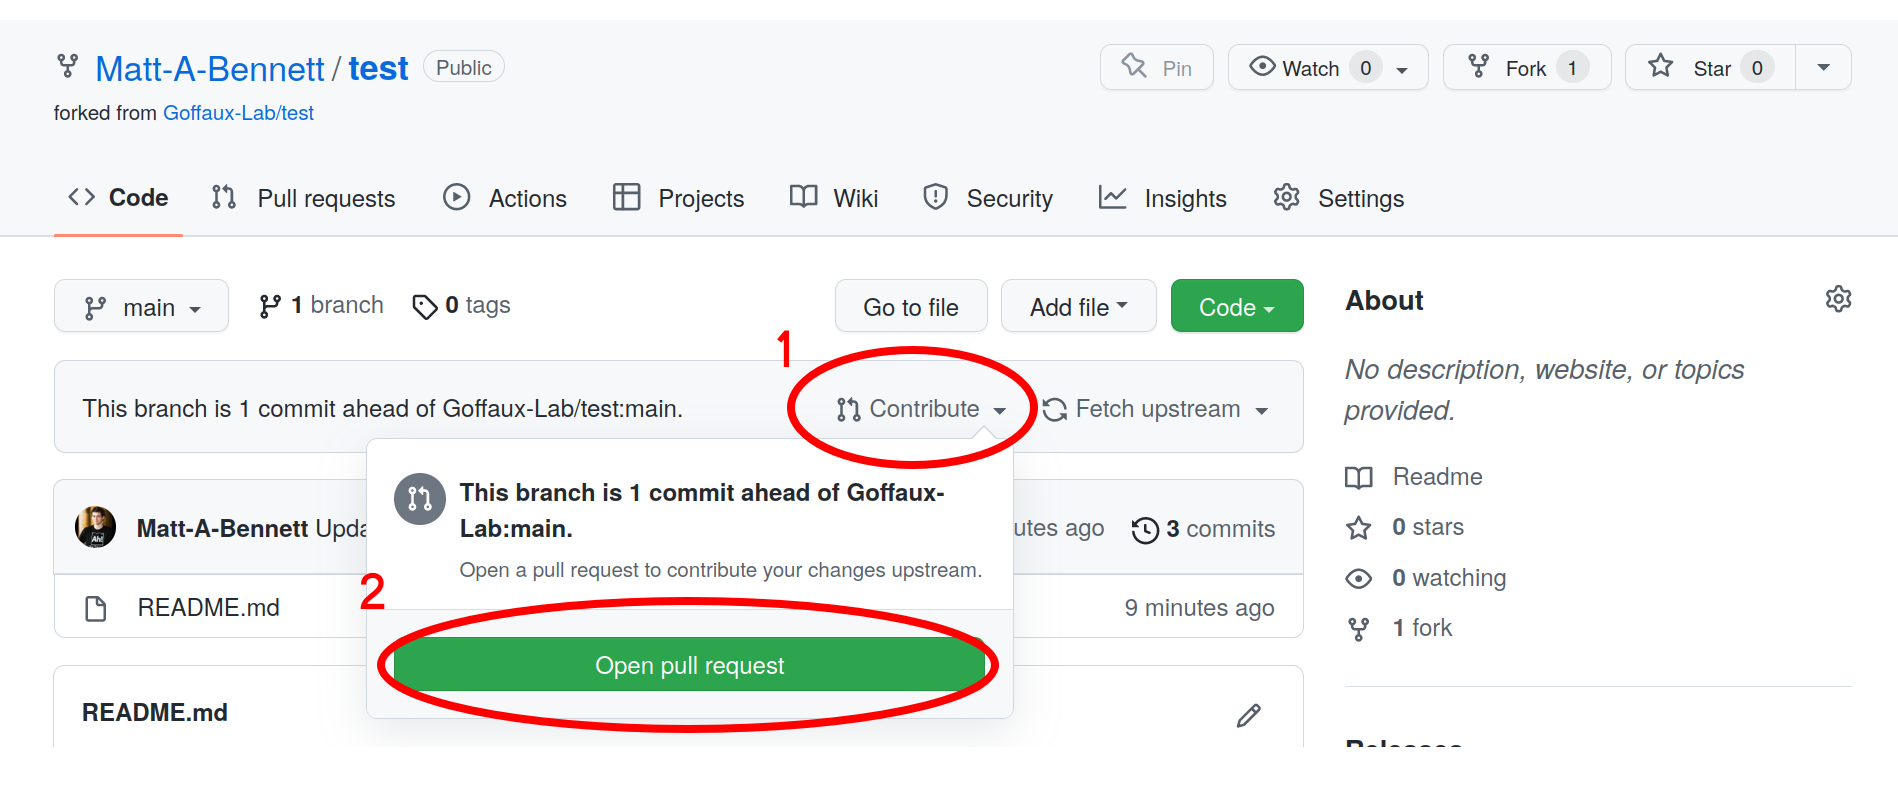 Matt-A-Bennett / test Public
Pin Watch 0 Fork 1 Star 0
forked from Goffaux-Lab/test
Code Pull requests Actions Projects Wiki Security Insights Settings
main 1 branch 0 tags Go to file Add file Code
About
1
No description, website, or topics
provided.
This branch is 1 commit ahead of Goffaux-Lab/test:main. Contribute Fetch upstream
Readme
This branch is 1 commit ahead of Goffaux-
Lab:main.
Matt-A-Bennett Upda utes ago 3 commits
0 stars
Open a pull request to contribute your changes upstream.
0 watching
2
README.md 9 minutes ago
1 fork
Open pull request
README.md
Releases